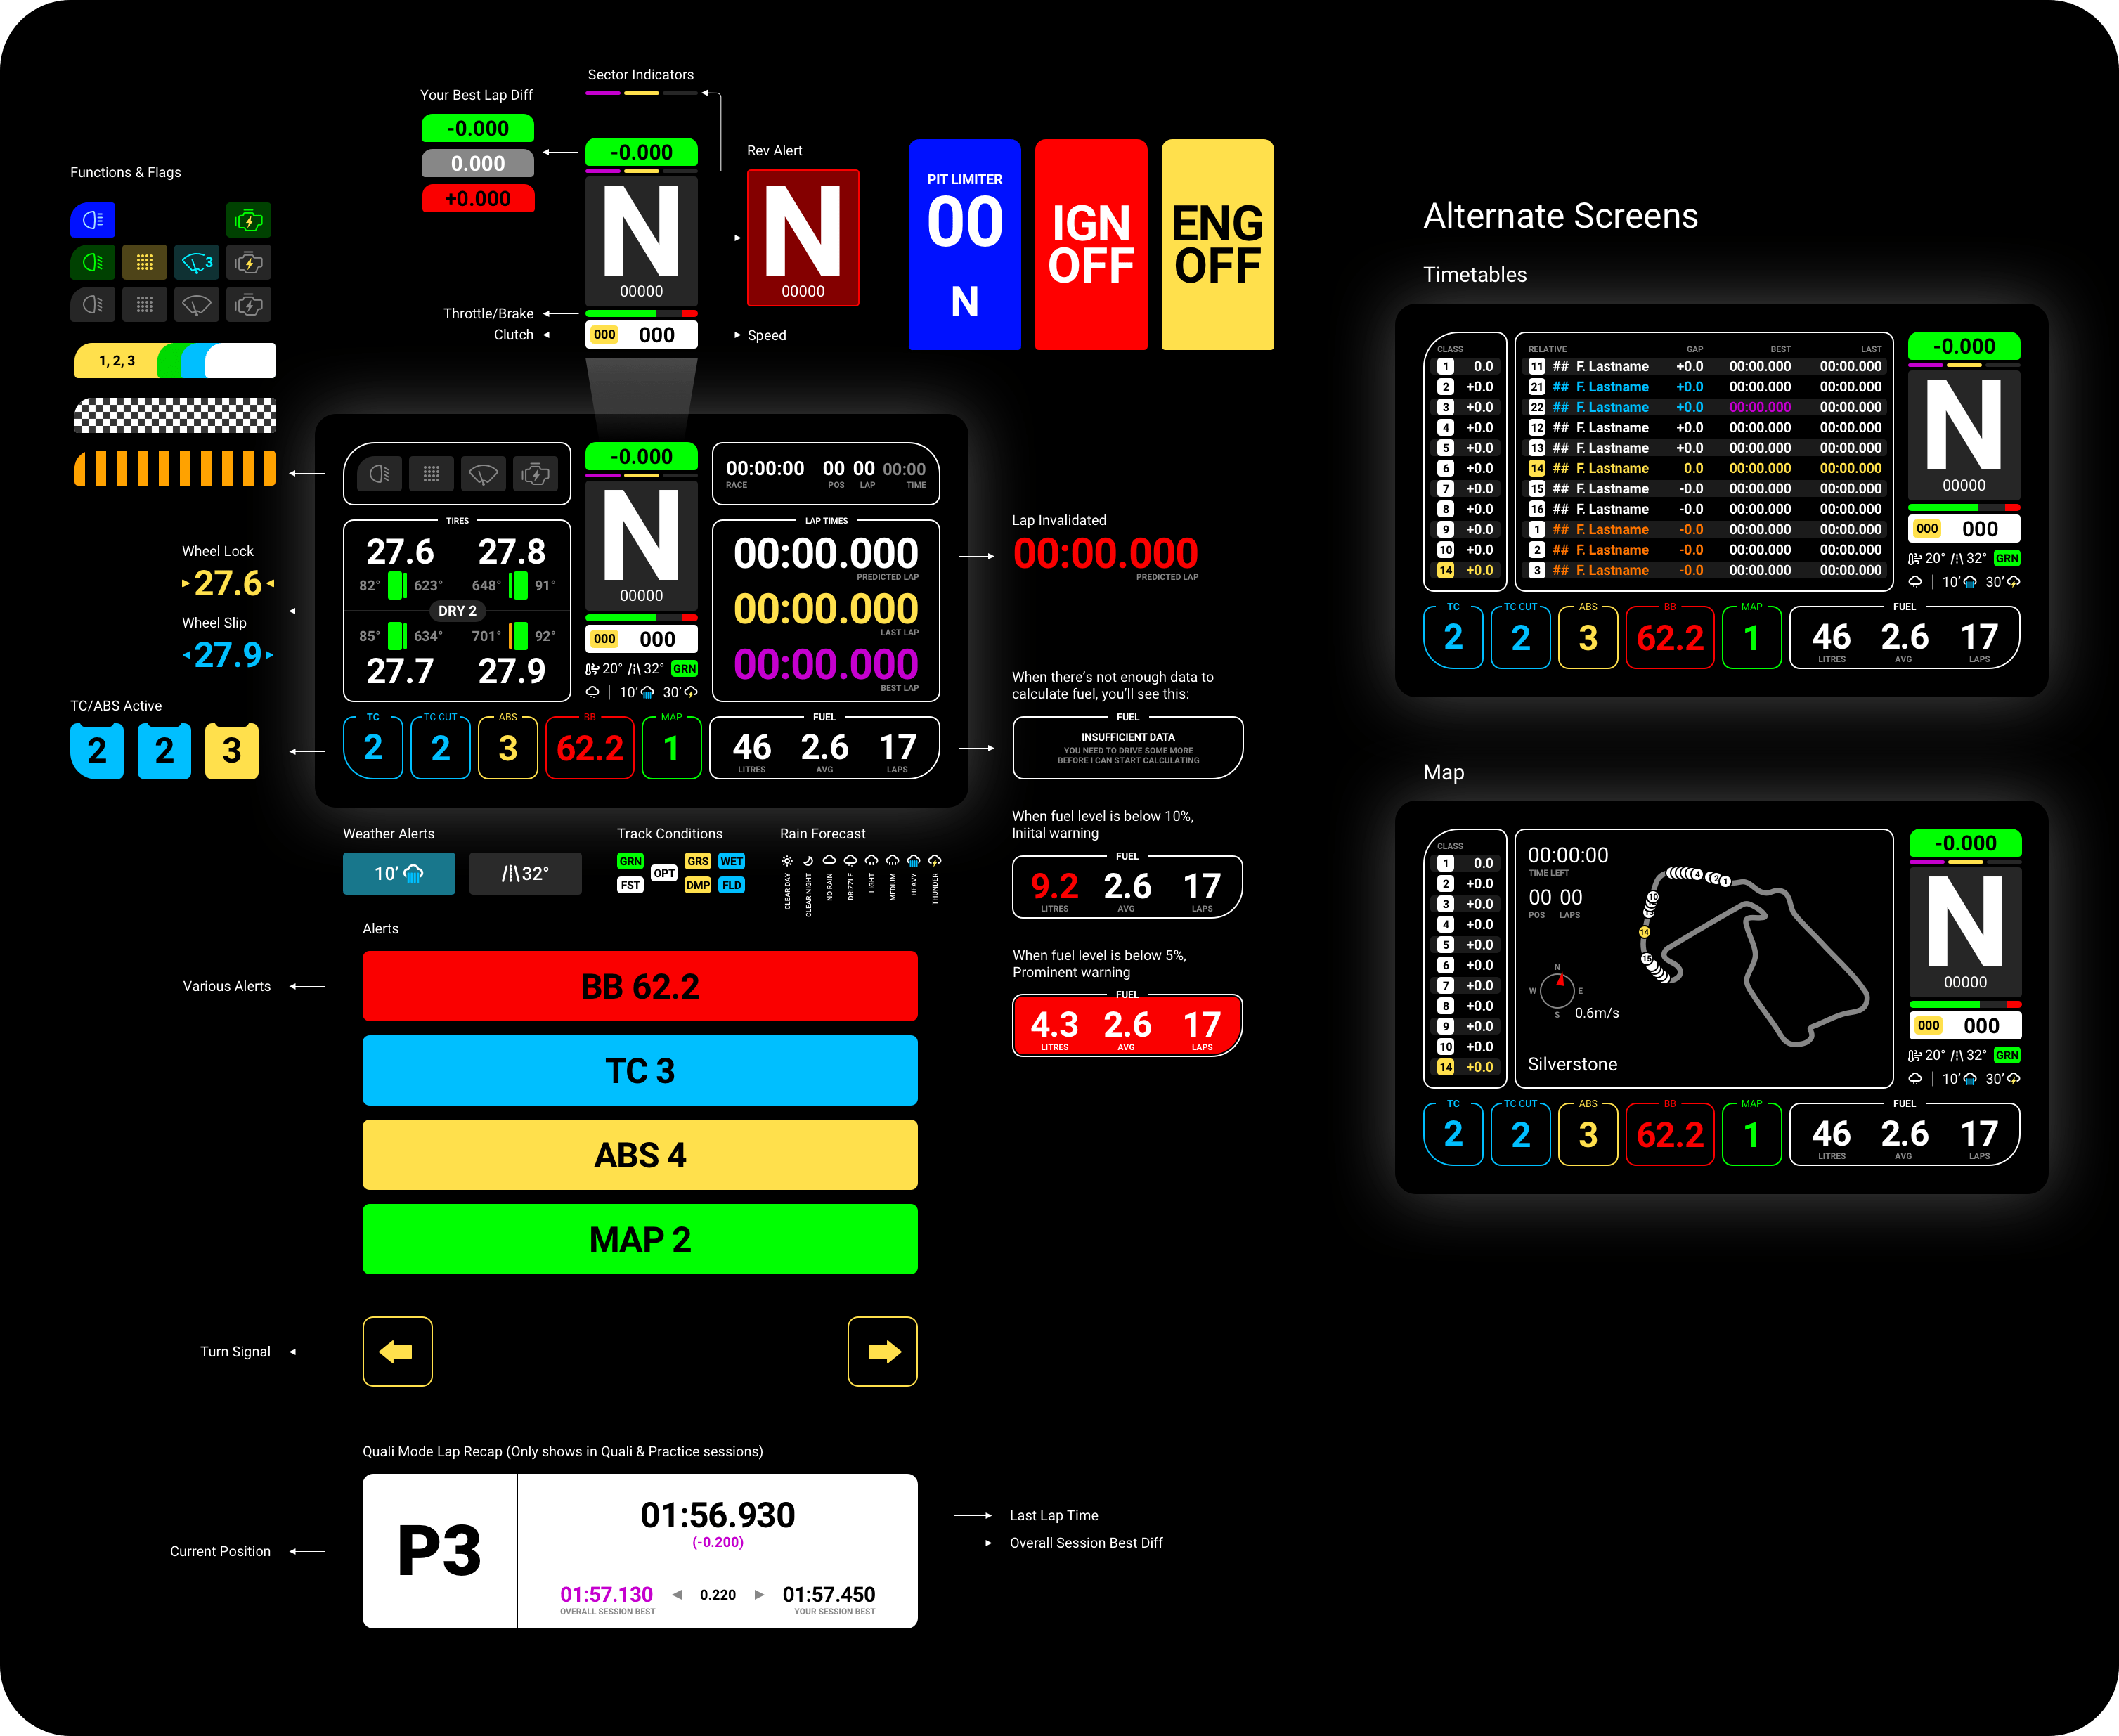 Sector Indicators
Your Best Lap Diff
-0.000
0.000
+0.000
-0.000
N
00000
Throttle/Brake
Clutch
000 000
Speed
Rev Alert
N
00000
PIT LIMITER
00
N
IGN
OFF
ENG
OFF
Functions & Flags
3
1, 2, 3
Wheel Lock
27.6
Wheel Slip
27.9
TC/ABS Active
2 2 3
-0.000
N
00000
000 000
20° 32° GRN
10’ 30’
00:00:00 00 00 00:00
RACE POS LAP TIME
TIRES
27.6 27.8
82° 623° 648° 91°
DRY 2
85° 634° 701° 92°
27.7 27.9
LAP TIMES
00:00.000
PREDICTED LAP
00:00.000
LAST LAP
00:00.000
BEST LAP
TC TC CUT ABS BB MAP FUEL
2 2 3 62.2 1 46 2.6 17
LITRES AVG LAPS
Lap Invalidated
00:00.000
PREDICTED LAP
When there’s not enough data to
calculate fuel, you’ll see this:
FUEL
INSUFFICIENT DATA
YOU NEED TO DRIVE SOME MORE
BEFORE I CAN START CALCULATING
When fuel level is below 10%,
Iniital warning
FUEL
9.2 2.6 17
LITRES AVG LAPS
When fuel level is below 5%,
Prominent warning
FUEL
4.3 2.6 17
LITRES AVG LAPS
Weather Alerts
10’ 32°
Track Conditions
GRN OPT GRS WET
FST DMP FLD
Rain Forecast
CLEAR DAY
CLEAR NIGHT
NO RAIN
DRIZZLE
LIGHT
MEDIUM
HEAVY
THUNDER
Alerts
Various Alerts
BB 62.2
TC 3
ABS 4
MAP 2
Turn Signal
Quali Mode Lap Recap (Only shows in Quali & Practice sessions)
Current Position
P3
01:56.930
(-0.200)
01:57.130 0.220 01:57.450
OVERALL SESSION BEST YOUR SESSION BEST
Last Lap Time
Overall Session Best Diff
Alternate Screens
Timetables
CLASS
1 0.0
2 +0.0
3 +0.0
4 +0.0
5 +0.0
6 +0.0
7 +0.0
8 +0.0
9 +0.0
10 +0.0
14 +0.0
RELATIVE GAP BEST LAST
11 ## F. Lastname +0.0 00:00.000 00:00.000
21 ## F. Lastname +0.0 00:00.000 00:00.000
22 ## F. Lastname +0.0 00:00.000 00:00.000
12 ## F. Lastname +0.0 00:00.000 00:00.000
13 ## F. Lastname +0.0 00:00.000 00:00.000
14 ## F. Lastname 0.0 00:00.000 00:00.000
15 ## F. Lastname -0.0 00:00.000 00:00.000
16 ## F. Lastname -0.0 00:00.000 00:00.000
1 ## F. Lastname -0.0 00:00.000 00:00.000
2 ## F. Lastname -0.0 00:00.000 00:00.000
3 ## F. Lastname -0.0 00:00.000 00:00.000
-0.000
N
00000
000 000
20° 32° GRN
10’ 30’
TC TC CUT ABS BB MAP FUEL
2 2 3 62.2 1 46 2.6 17
LITRES AVG LAPS
Map
CLASS
1 0.0
2 +0.0
3 +0.0
4 +0.0
5 +0.0
6 +0.0
7 +0.0
8 +0.0
9 +0.0
10 +0.0
14 +0.0
00:00:00
TIME LEFT
00 00
POS LAPS
4 2 1
10
14
15
N
W E
S
0.6m/s
Silverstone
-0.000
N
00000
000 000
20° 32° GRN
10’ 30’
TC TC CUT ABS BB MAP FUEL
2 2 3 62.2 1 46 2.6 17
LITRES AVG LAPS